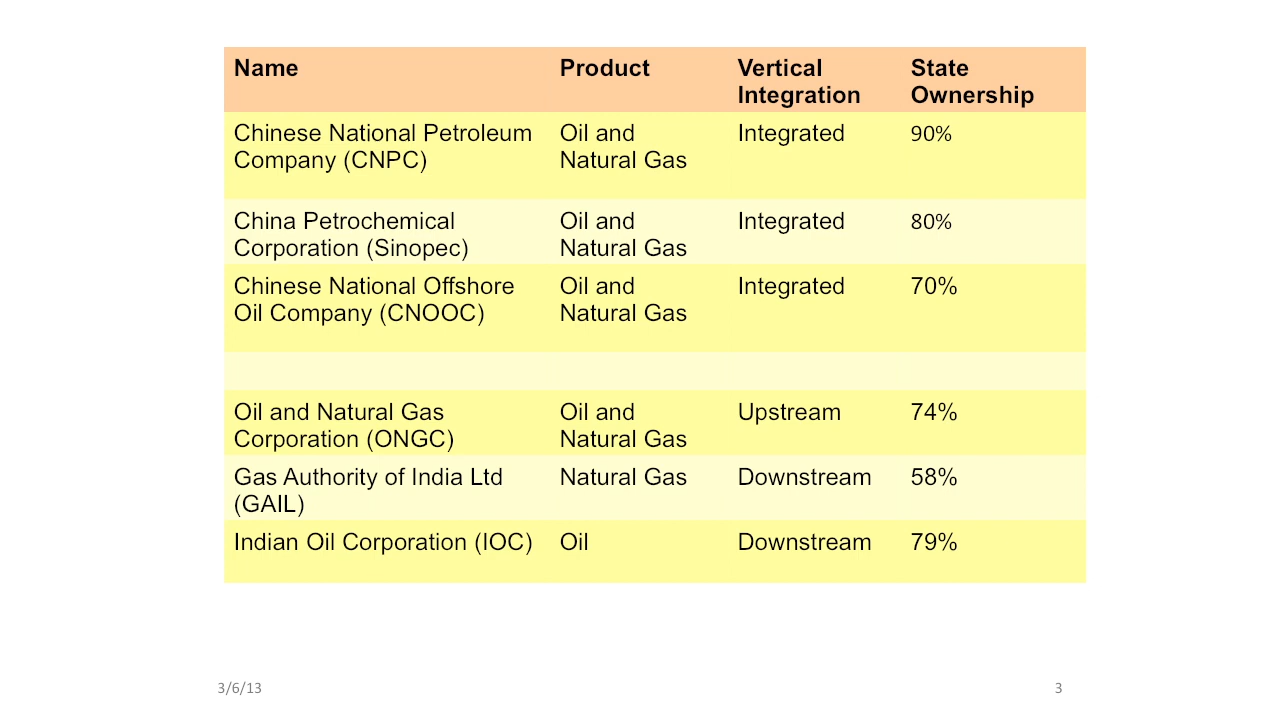 Name Product Vertical Integration State Ownership
Chinese National Petroleum Company (CNPC) Oil and Natural Gas Integrated 90%
China Petrochemical Corporation (Sinopec) Oil and Natural Gas Integrated 80%
Chinese National Offshore Oil Company (CNOOC) Oil and Natural Gas Integrated 70%
Oil and Natural Gas Corporation (ONGC) Oil and Natural Gas Upstream 74%
Gas Authority of India Ltd (GAIL) Natural Gas Downstream 58%
Indian Oil Corporation (IOC) Oil Downstream 79%
3/6/13 3